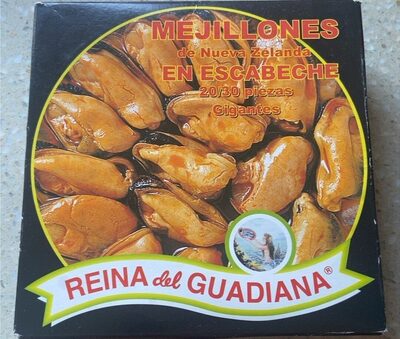 MEJILLONES
de Nueva Zelanda
EN ESCABECHE
20/30 piezas
Gigantes
REINA del GUADIANA®